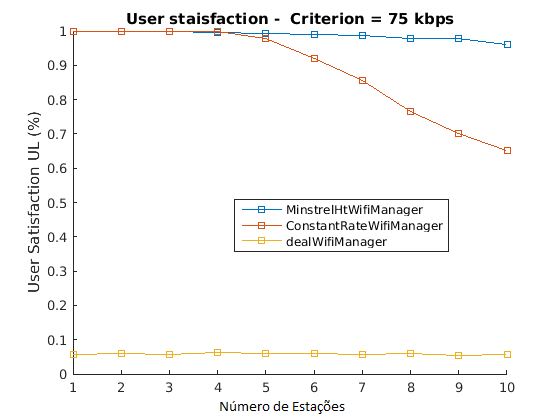 User staisfaction -  Criterion = 75 kbps
User Satisfaction UL (%)
1
0.9
0.8
0.7
0.6
0.5
0.4
0.3
0.2
0.1
0
MinstrelHtWifiManager
ConstantRateWifiManager
dealWifiManager
1 2 3 4 5 6 7 8 9 10
Número de Estações